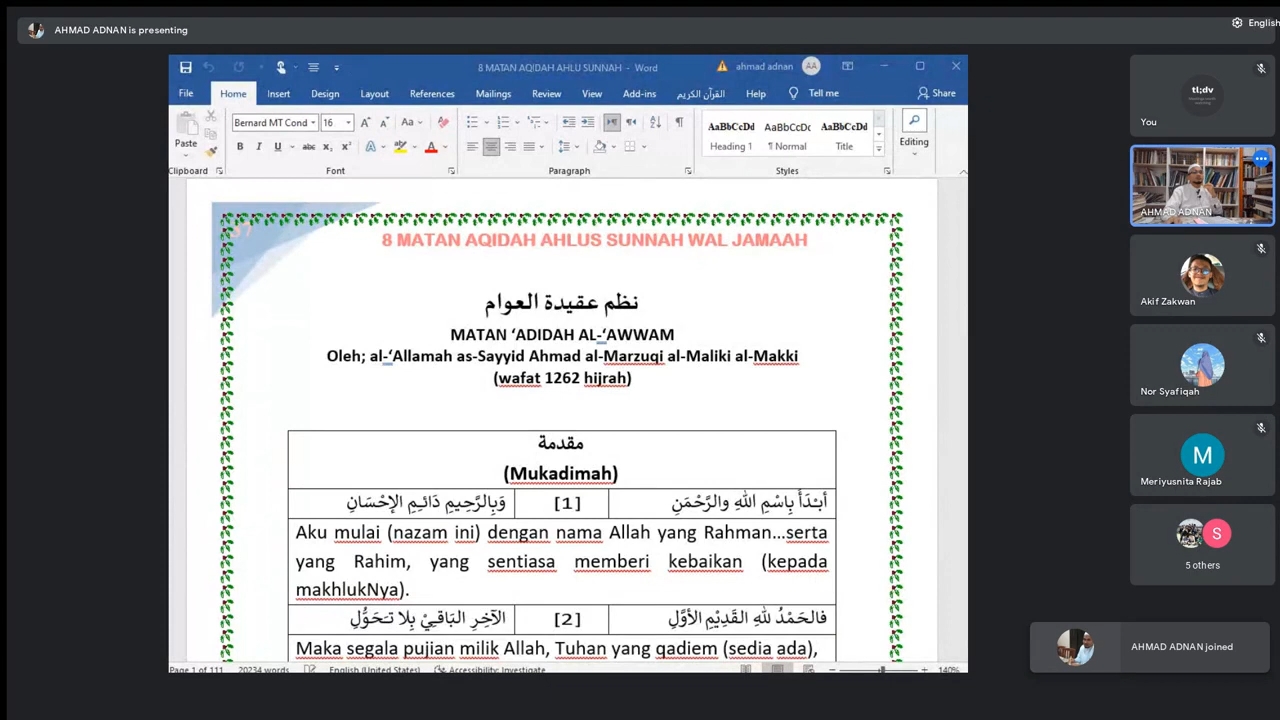 AHMAD ADNAN is presenting
English
8 MATAN AQIDAH AHLU SUNNAH - Word
ahmad adnan
AA
File
Home
Insert
Design
Layout
References
Mailings
Review
View
Add-ins
القرآن الكريم
Help
Tell me
Share
Paste
Bernard MT Cond
16
AaBbCcDd
AaBbCcDc
AaBbCcDd
Heading 1
¶ Normal
Title
Editing
Clipboard
Font
Paragraph
Styles
8 MATAN AQIDAH AHLUS SUNNAH WAL JAMAAH
نظم عقيدة العوام
MATAN ‘ADIDAH AL-‘AWWAM
Oleh; al-‘Allamah as-Sayyid Ahmad al-Marzuqi al-Maliki al-Makki
(wafat 1262 hijrah)
مقدمة
(Mukadimah)
أَبْدَأُ بِاسْمِ اللهِ والرَّحْمَنِ [1] وَبِالرَّحِيمِ دَائِمِ الإحْسَانِ
Aku mulai (nazam ini) dengan nama Allah yang Rahman...serta
yang Rahim, yang sentiasa memberi kebaikan (kepada
makhlukNya).
فالحَمْدُ للهِ القَدِيْمِ الأوَّلِ [2] الآخِرِ البَاقِيْ بِلا تَحَوُّلِ
Maka segala pujian milik Allah, Tuhan yang qadiem (sedia ada),
Page 1 of 111
20234 words
English (United States)
Accessibility: Investigate
140%
tl;dv
You
AHMAD ADNAN
Akif Zakwan
Nor Syafiqah
M
Meriyusnita Rajab
S
5 others
AHMAD ADNAN joined